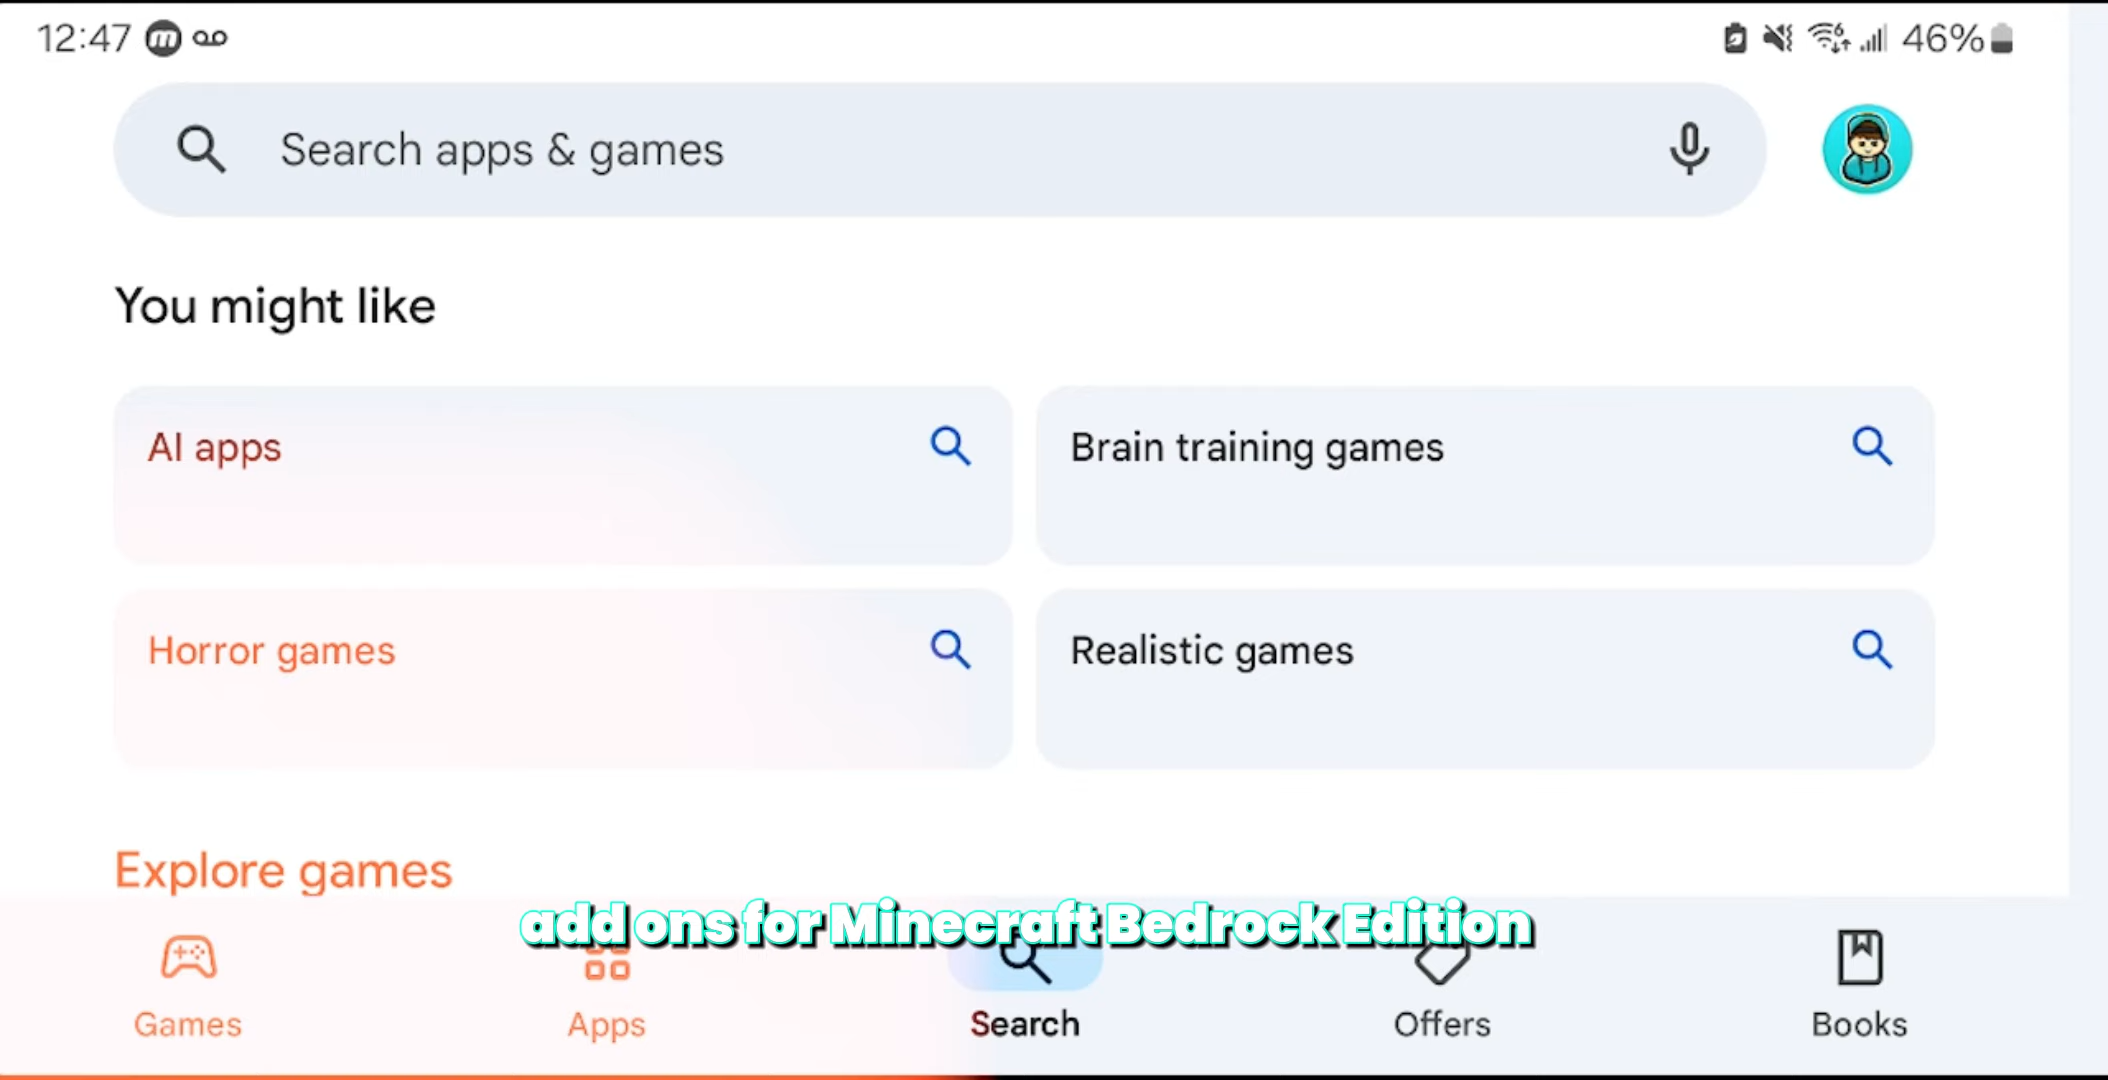 12:47
46%
Search apps & games
You might like
AI apps
Brain training games
Horror games
Realistic games
Explore games
add ons for Minecraft Bedrock Edition
Games
Apps
Search
Offers
Books